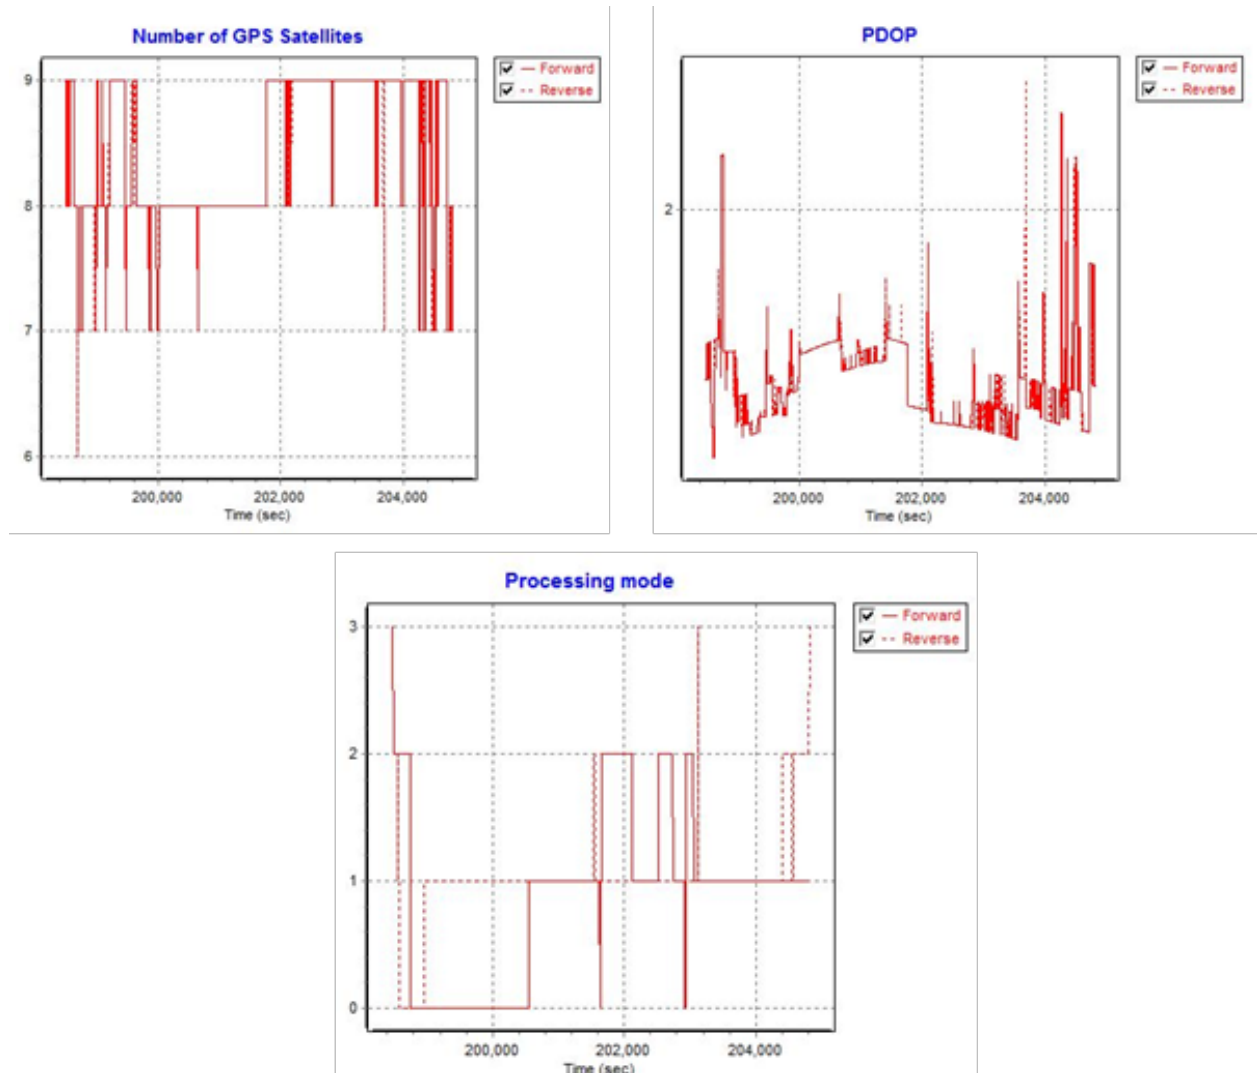 Number of GPS Satellites
Forward
Reverse
9
8
7
6
200,000 202,000 204,000
Time (sec)
PDOP
Forward
Reverse
2
200,000 202,000 204,000
Time (sec)
Processing mode
Forward
Reverse
3
2
1
0
200,000 202,000 204,000
Time (sec)